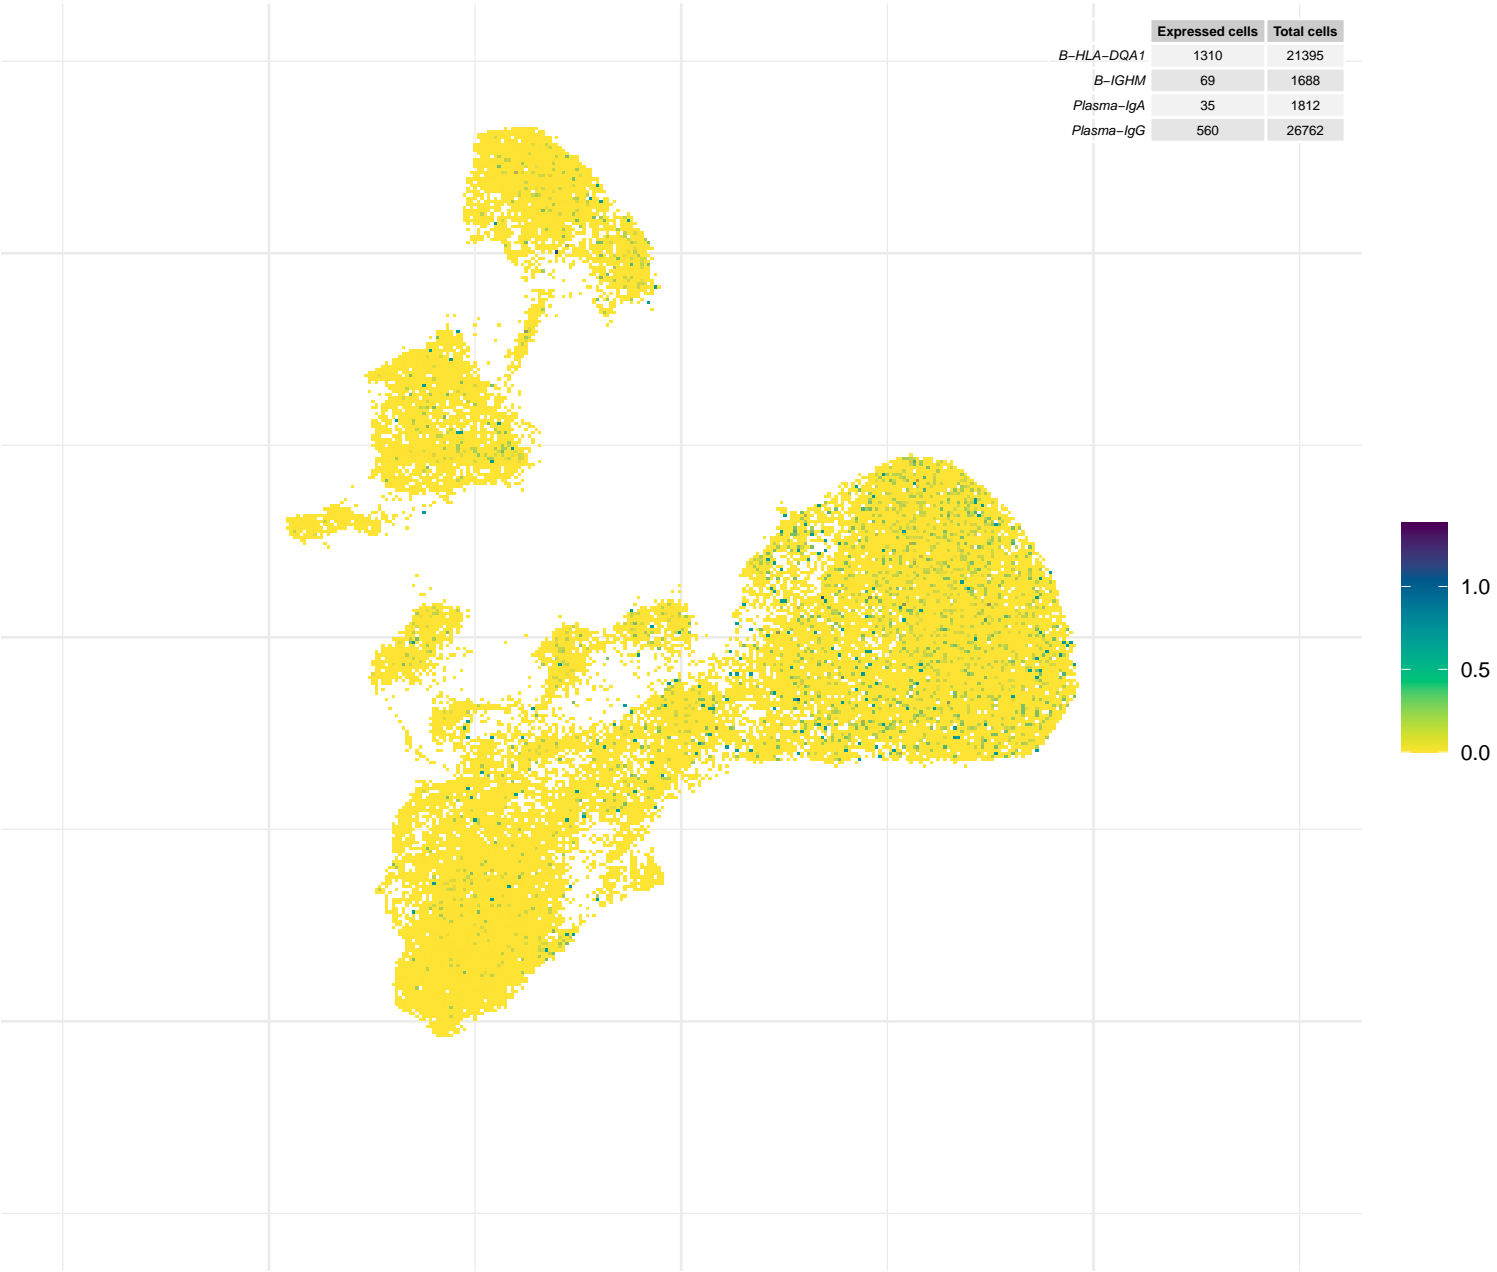 Expressed cells Total cells
B−HLA−DQA1 1310 21395
B−IGHM 69 1688
Plasma−IgA 35 1812
Plasma−IgG 560 26762
1.0
0.5
0.0